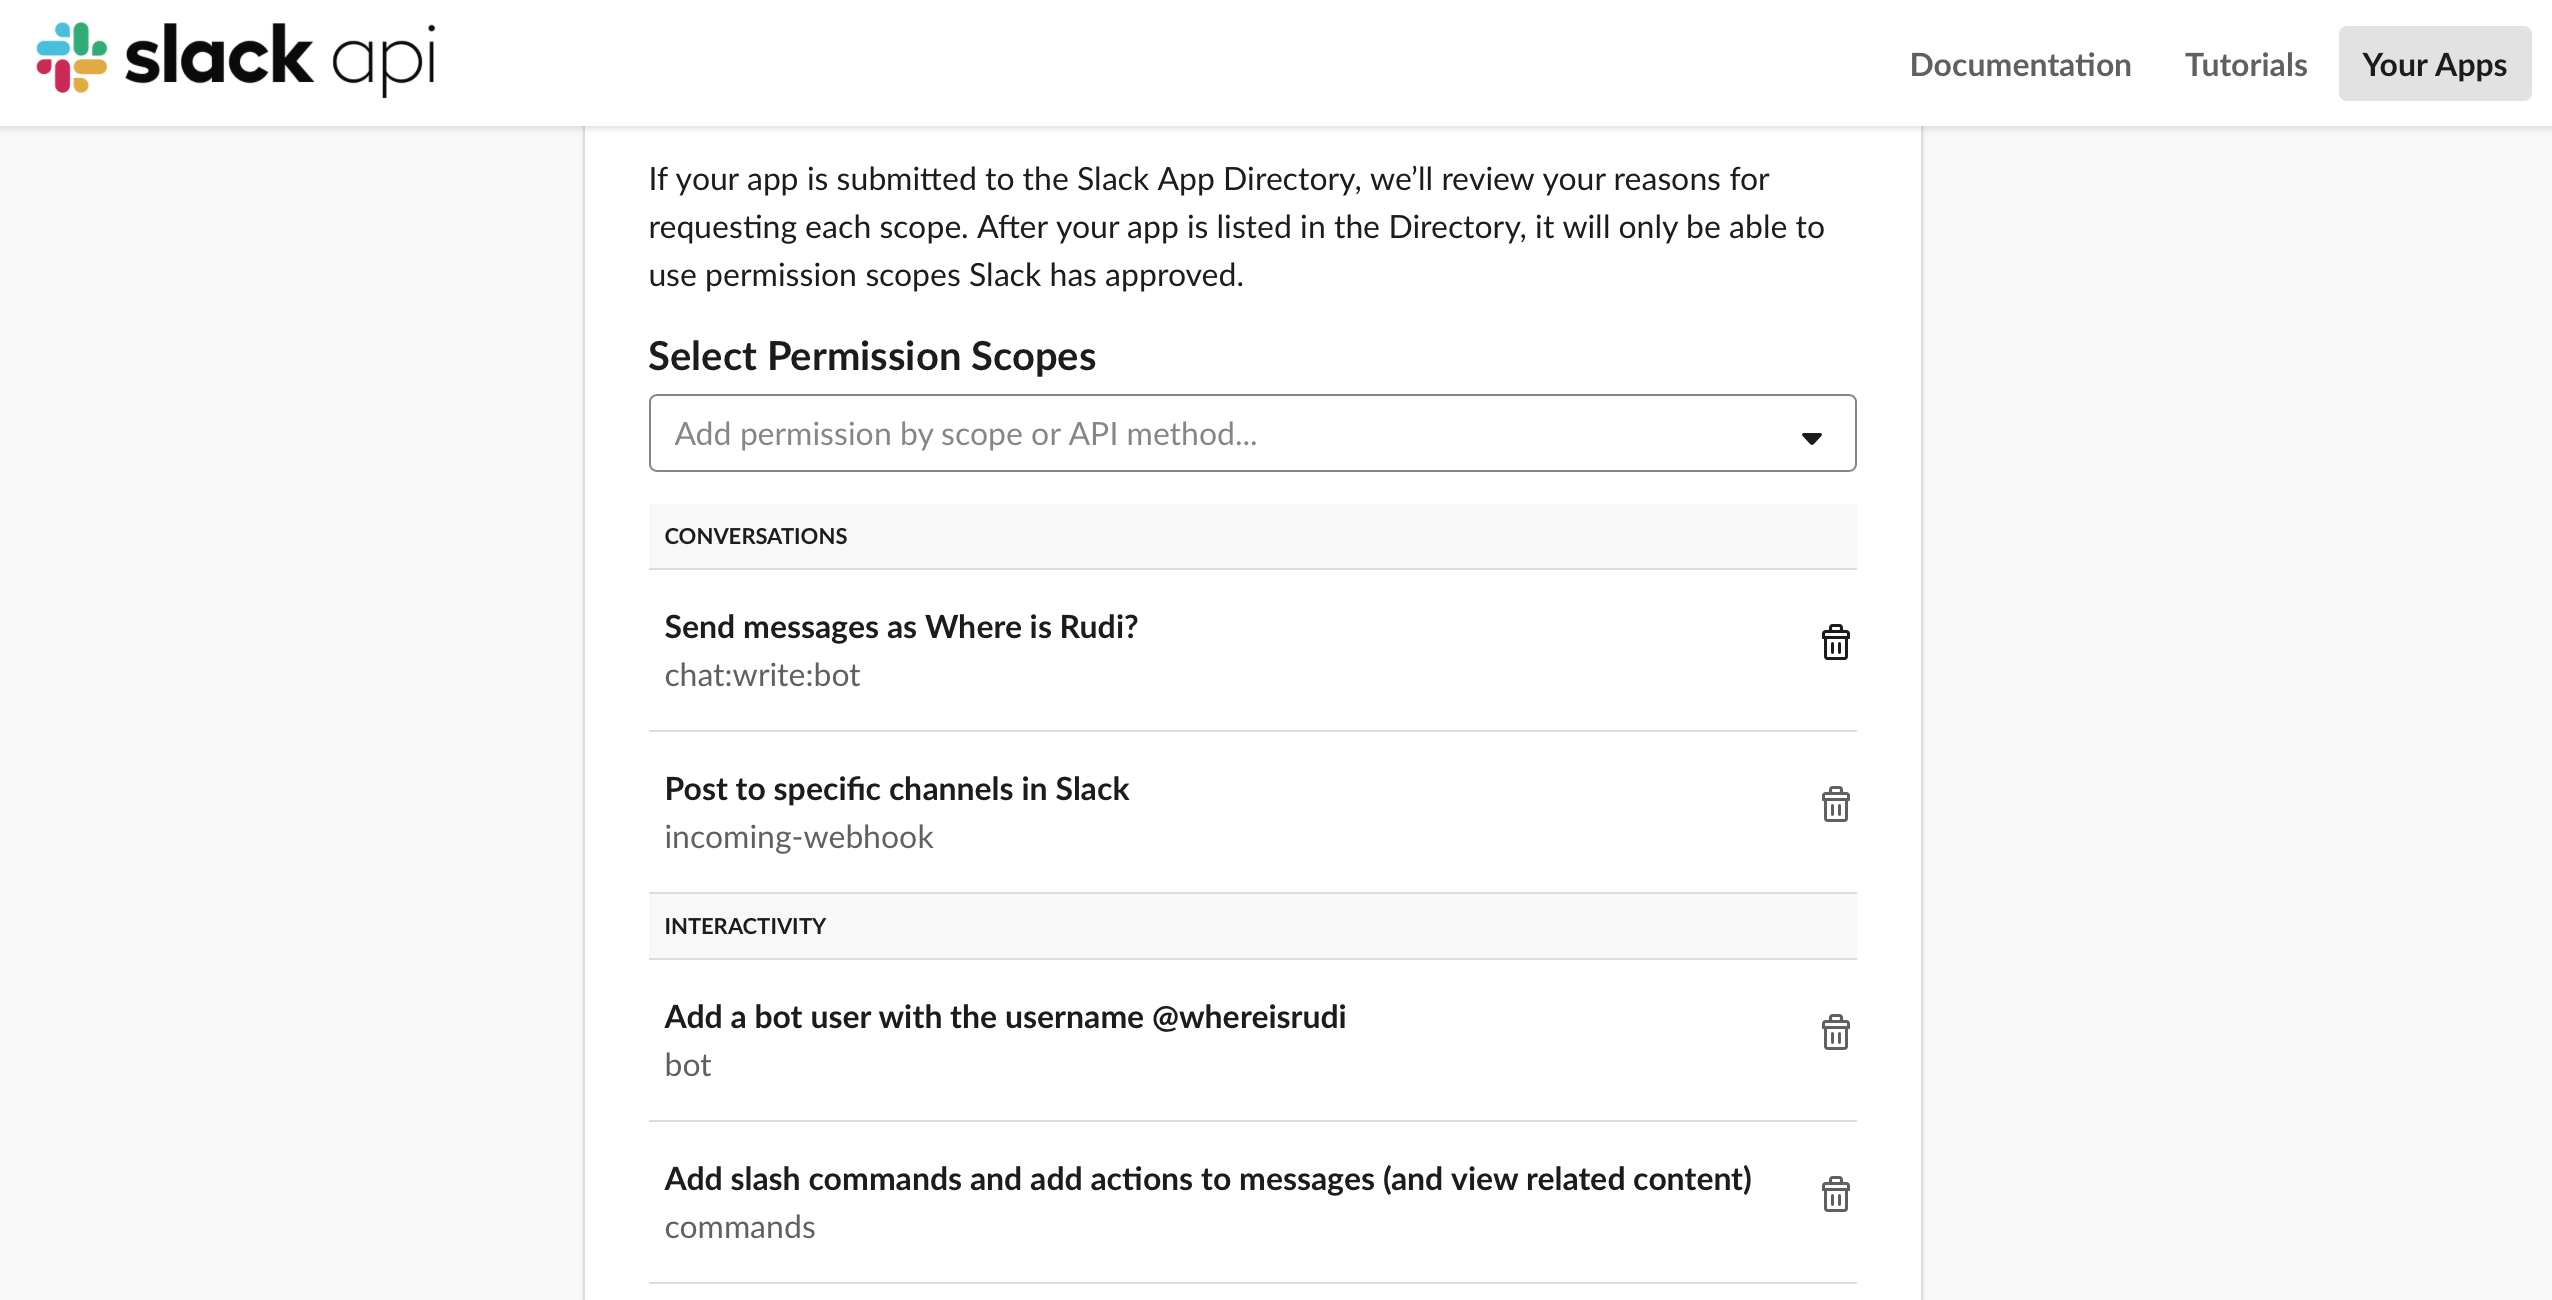 slack api
Documentation
Tutorials
Your Apps
If your app is submitted to the Slack App Directory, we’ll review your reasons for
requesting each scope. After your app is listed in the Directory, it will only be able to
use permission scopes Slack has approved.
Select Permission Scopes
Add permission by scope or API method...
CONVERSATIONS
Send messages as Where is Rudi?
chat:write:bot
Post to specific channels in Slack
incoming-webhook
INTERACTIVITY
Add a bot user with the username @whereisrudi
bot
Add slash commands and add actions to messages (and view related content)
commands